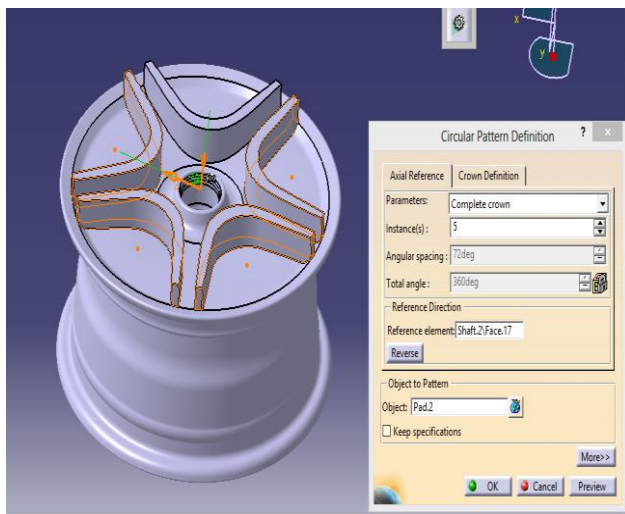 x
y
Circular Pattern Definition ? x
Axial Reference Crown Definition
Parameters: Complete crown
Instance(s) : 5
Angular spacing : 72deg
Total angle : 360deg
Reference Direction
Reference element: Shaft.2\Face.17
Reverse
Object to Pattern
Object: Pad.2
Keep specifications
More>>
OK Cancel Preview